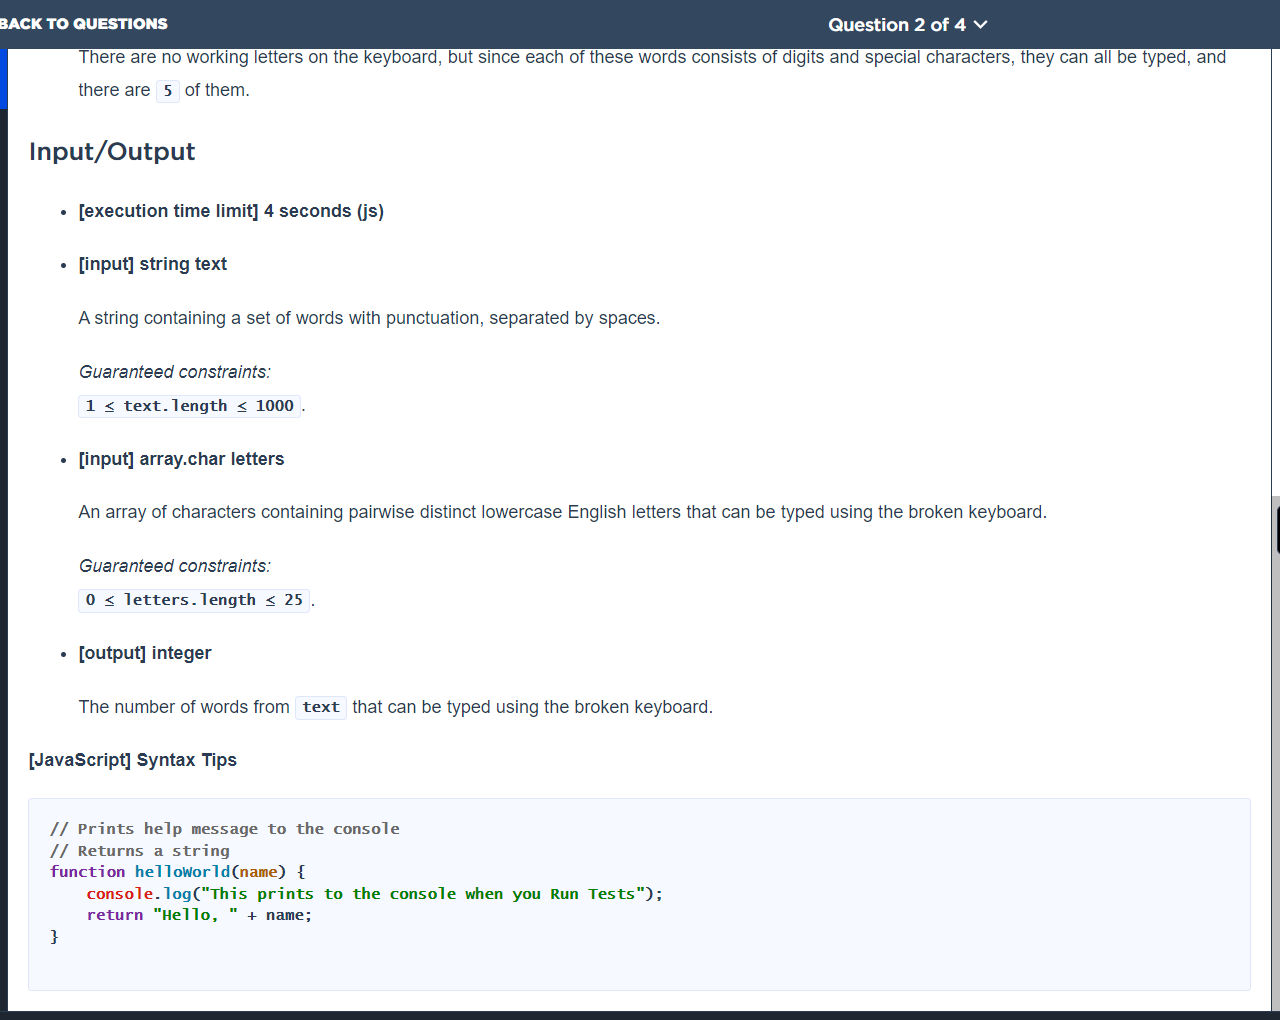 BACK TO QUESTIONS
Question 2 of 4
There are no working letters on the keyboard, but since each of these words consists of digits and special characters, they can all be typed, and
there are 5 of them.
Input/Output
• [execution time limit] 4 seconds (js)
• [input] string text
A string containing a set of words with punctuation, separated by spaces.
Guaranteed constraints:
1 ≤ text.length ≤ 1000.
• [input] array.char letters
An array of characters containing pairwise distinct lowercase English letters that can be typed using the broken keyboard.
Guaranteed constraints:
0 ≤ letters.length ≤ 25.
• [output] integer
The number of words from text that can be typed using the broken keyboard.
[JavaScript] Syntax Tips
// Prints help message to the console
// Returns a string
function helloWorld(name) {
    console.log("This prints to the console when you Run Tests");
    return "Hello, " + name;
}